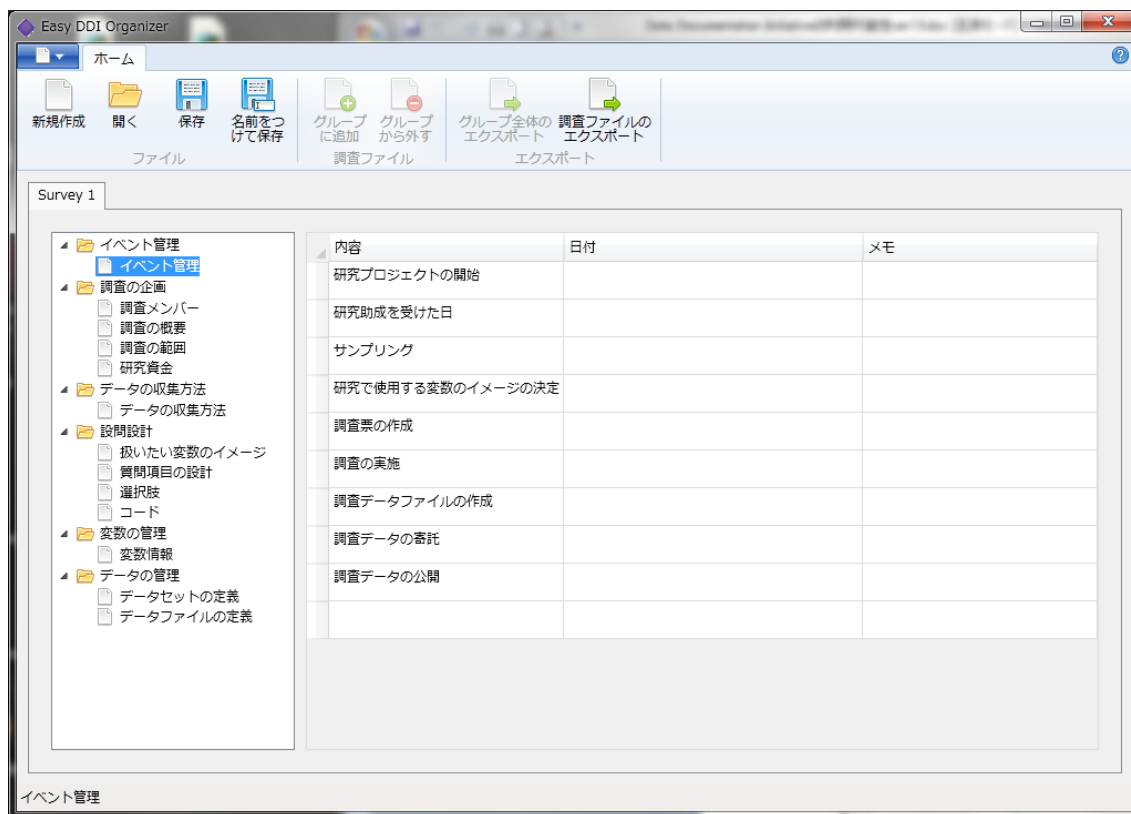 Easy DDI Organizer
ホーム
新規作成
開く
保存
名前をつ
けて保存
ファイル
グループ
に追加
グループ
から外す
調査ファイル
グループ全体の
エクスポート
調査ファイルの
エクスポート
エクスポート
Survey 1
イベント管理
イベント管理
調査の企画
調査メンバー
調査の概要
調査の範囲
研究資金
データの収集方法
データの収集方法
設問設計
扱いたい変数のイメージ
質問項目の設計
選択肢
コード
変数の管理
変数情報
データの管理
データセットの定義
データファイルの定義
内容 日付 メモ
研究プロジェクトの開始
研究助成を受けた日
サンプリング
研究で使用する変数のイメージの決定
調査票の作成
調査の実施
調査データファイルの作成
調査データの寄託
調査データの公開
イベント管理